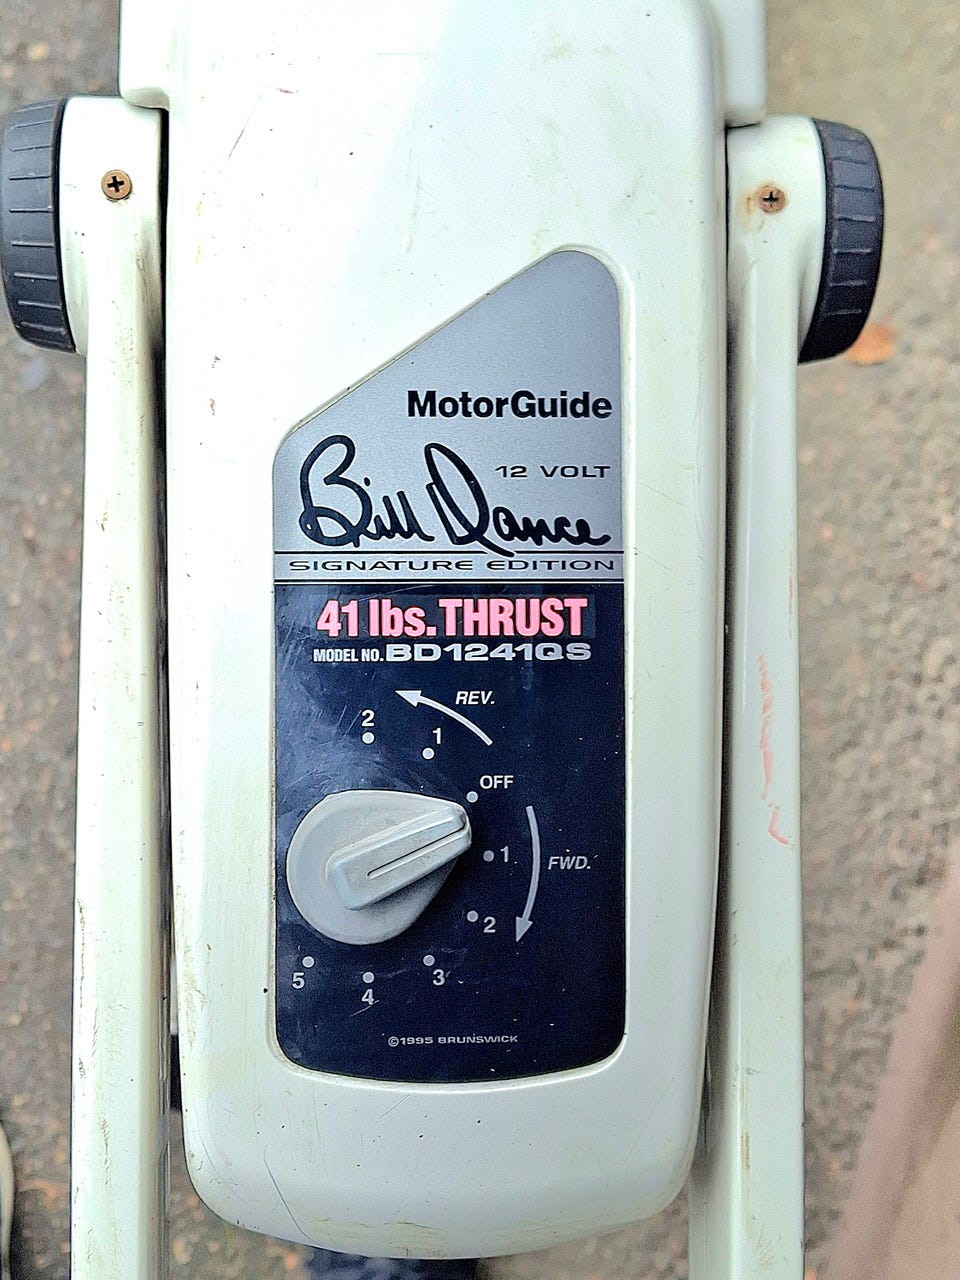 MotorGuide
12 VOLT
Bill Dance
SIGNATURE EDITION
41 lbs. THRUST
MODEL NO. BD1241QS
REV.
2
1
OFF
1
FWD.
2
3
4
5
©1995 BRUNSWICK